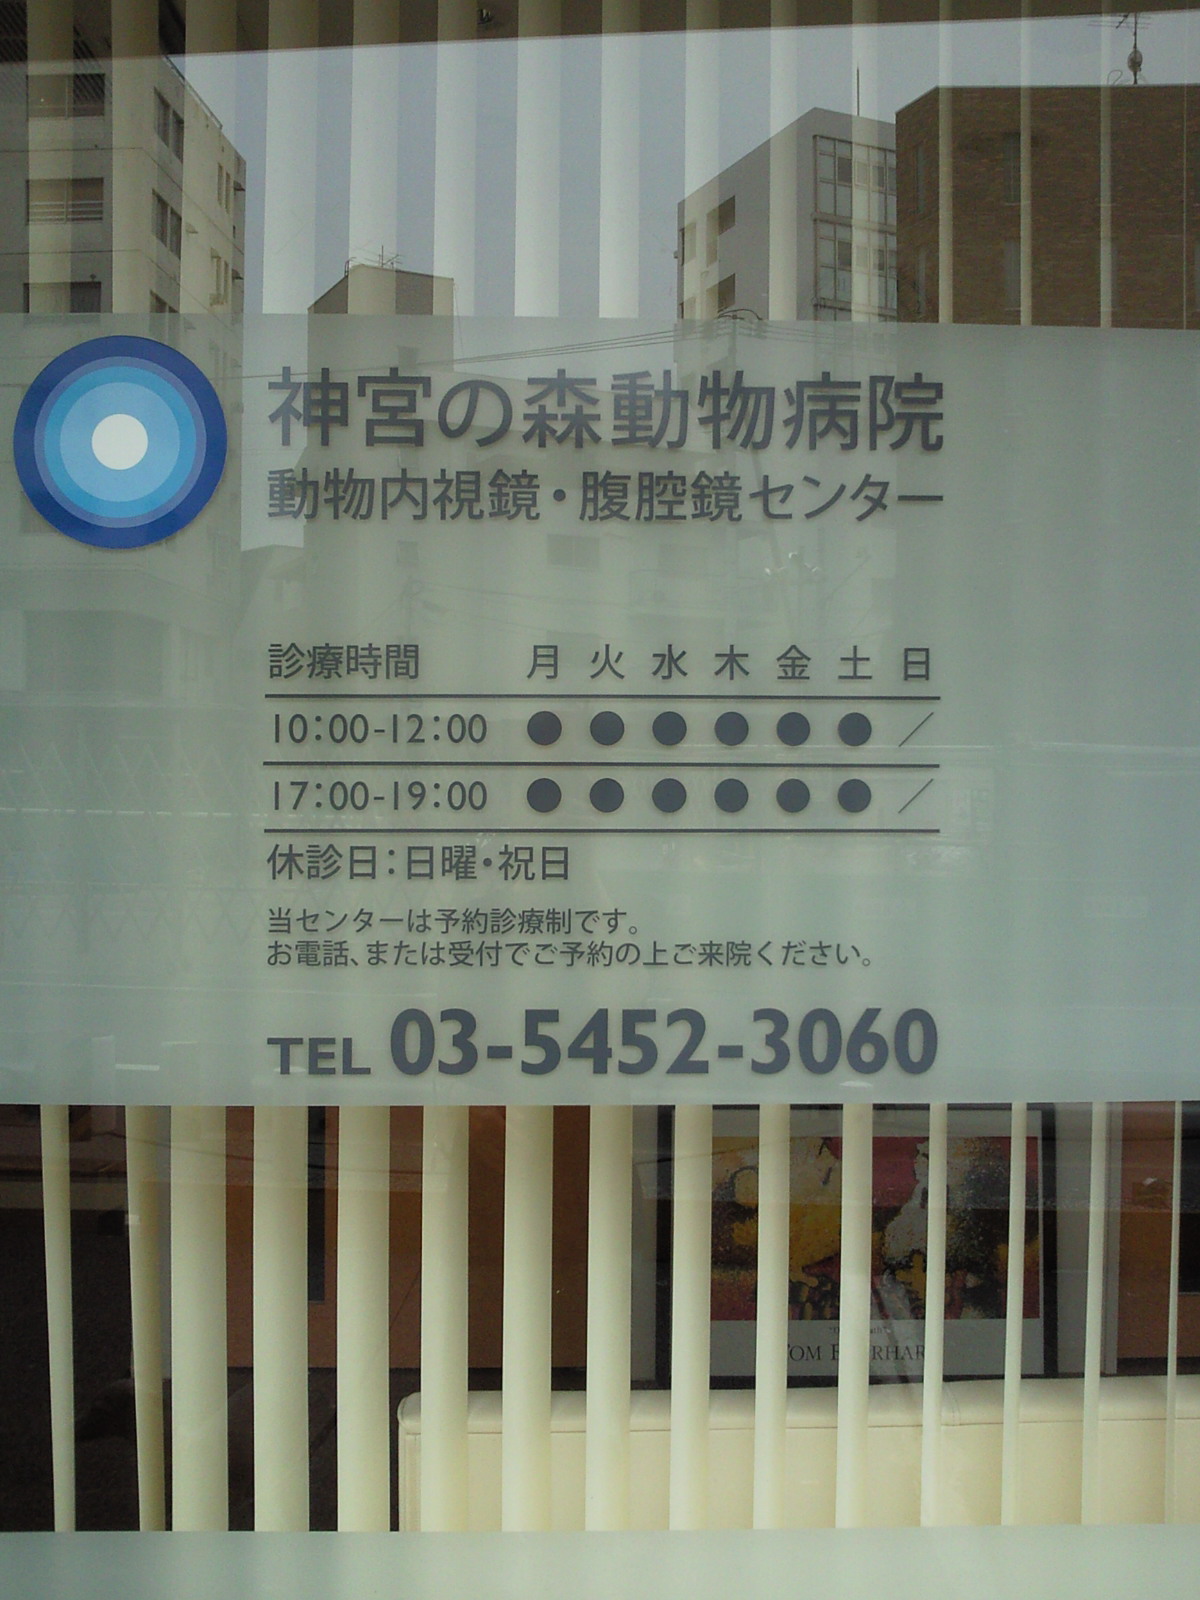 神宮の森動物病院
動物内視鏡・腹腔鏡センター
診療時間 月 火 水 木 金 土 日
10:00-12:00 ● ● ● ● ● ● ／
17:00-19:00 ● ● ● ● ● ● ／
休診日：日曜・祝日
当センターは予約診療制です。
お電話、または受付でご予約の上ご来院ください。
TEL 03-5452-3060